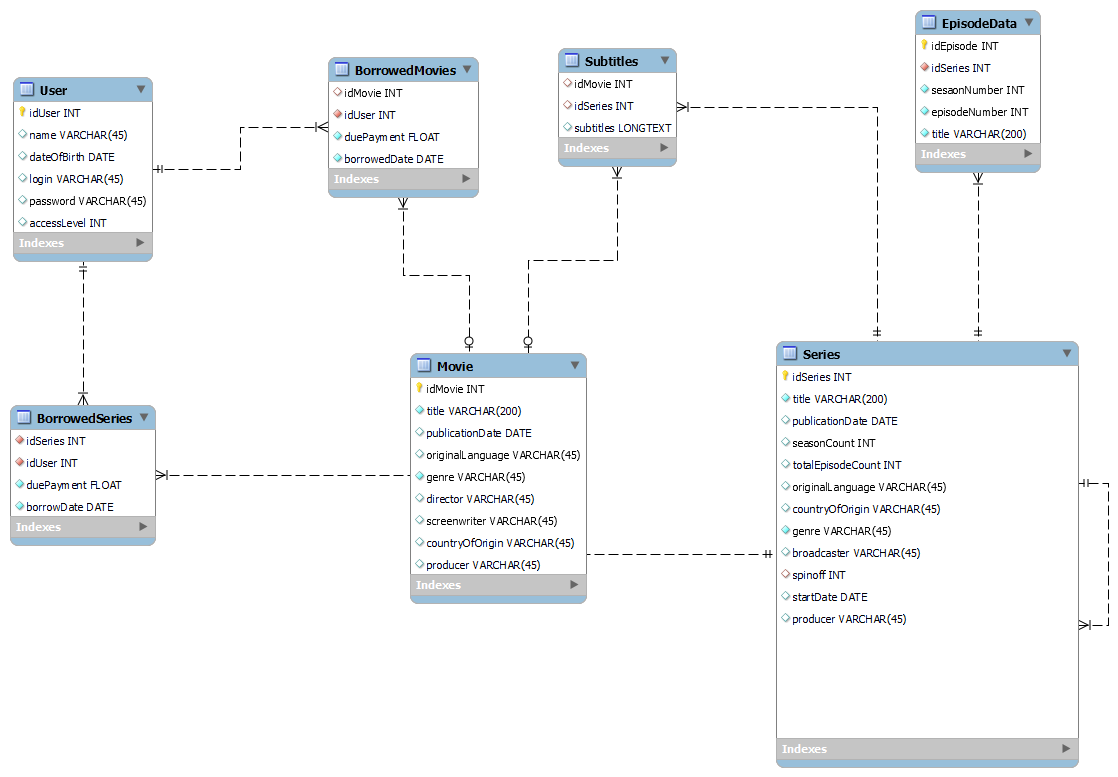 User
idUser INT
name VARCHAR(45)
dateOfBirth DATE
login VARCHAR(45)
password VARCHAR(45)
accessLevel INT
Indexes
BorrowedMovies
idMovie INT
idUser INT
duePayment FLOAT
borrowedDate DATE
Indexes
Subtitles
idMovie INT
idSeries INT
subtitles LONGTEXT
Indexes
EpisodeData
idEpisode INT
idSeries INT
sesaonNumber INT
episodeNumber INT
title VARCHAR(200)
Indexes
BorrowedSeries
idSeries INT
idUser INT
duePayment FLOAT
borrowDate DATE
Indexes
Movie
idMovie INT
title VARCHAR(200)
publicationDate DATE
originalLanguage VARCHAR(45)
genre VARCHAR(45)
director VARCHAR(45)
screenwriter VARCHAR(45)
countryOfOrigin VARCHAR(45)
producer VARCHAR(45)
Indexes
Series
idSeries INT
title VARCHAR(200)
publicationDate DATE
seasonCount INT
totalEpisodeCount INT
originalLanguage VARCHAR(45)
countryOfOrigin VARCHAR(45)
genre VARCHAR(45)
broadcaster VARCHAR(45)
spinoff INT
startDate DATE
producer VARCHAR(45)
Indexes